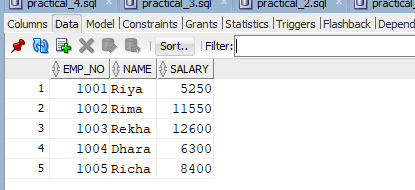 practical_4.sql practical_3.sql practical_2.sql practical_
Columns Data Model Constraints Grants Statistics Triggers Flashback Depende
Sort.. Filter:
EMP_NO NAME SALARY
1 1001 Riya 5250
2 1002 Rima 11550
3 1003 Rekha 12600
4 1004 Dhara 6300
5 1005 Richa 8400